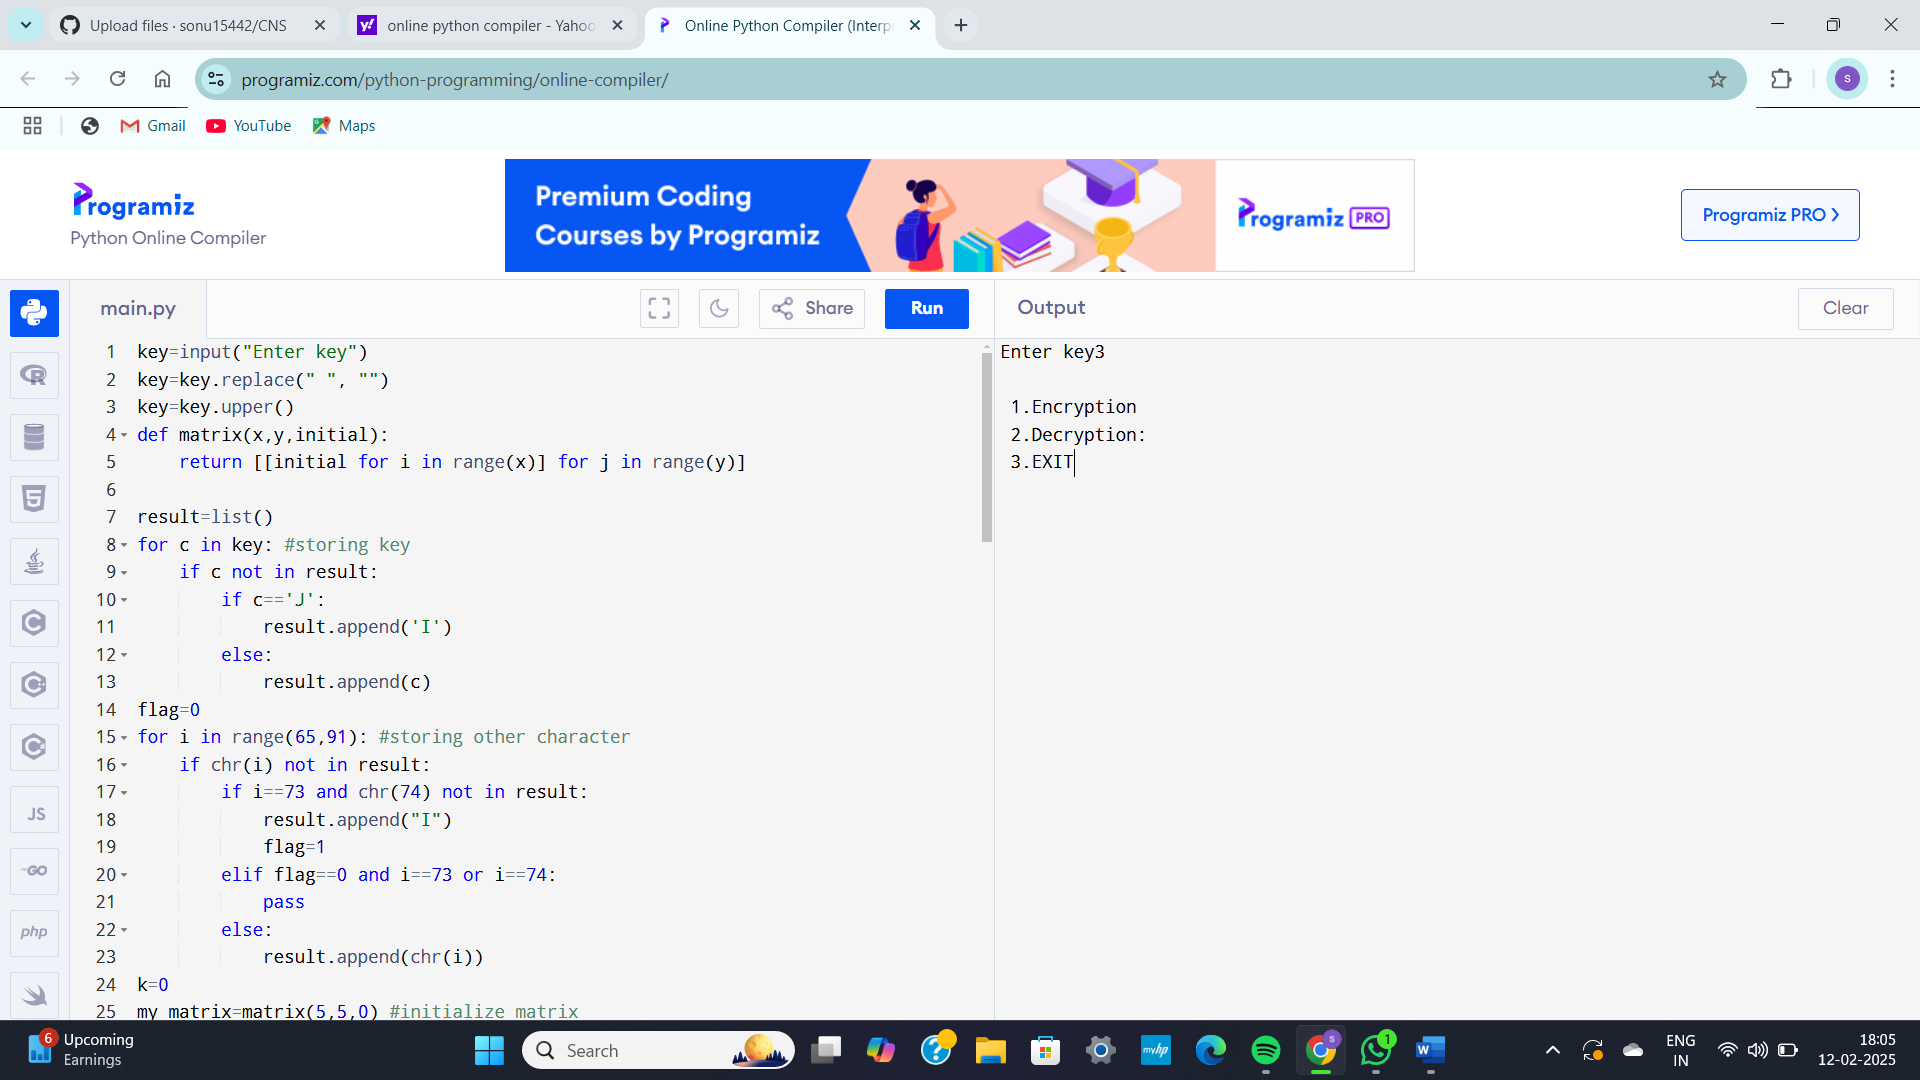 Upload files · sonu15442/CNS
online python compiler - Yahoo
Online Python Compiler (Interp
programiz.com/python-programming/online-compiler/
S
Gmail
YouTube
Maps
Programiz
Python Online Compiler
Premium Coding
Courses by Programiz
Programiz PRO
Programiz PRO
main.py
Share
Run
Output
Clear
1 key=input("Enter key")
2 key=key.replace(" ", "")
3 key=key.upper()
4 def matrix(x,y,initial):
5     return [[initial for i in range(x)] for j in range(y)]
6
7 result=list()
8 for c in key: #storing key
9     if c not in result:
10         if c=='J':
11             result.append('I')
12         else:
13             result.append(c)
14 flag=0
15 for i in range(65,91): #storing other character
16     if chr(i) not in result:
17         if i==73 and chr(74) not in result:
18             result.append("I")
19             flag=1
20         elif flag==0 and i==73 or i==74:
21             pass
22         else:
23             result.append(chr(i))
24 k=0
25 my_matrix=matrix(5,5,0) #initialize matrix
Enter key3
1.Encryption
2.Decryption:
3.EXIT
R
5
C
C
C
JS
GO
php
6
Upcoming
Earnings
Search
myhp
1
W
ENG
IN
18:05
12-02-2025